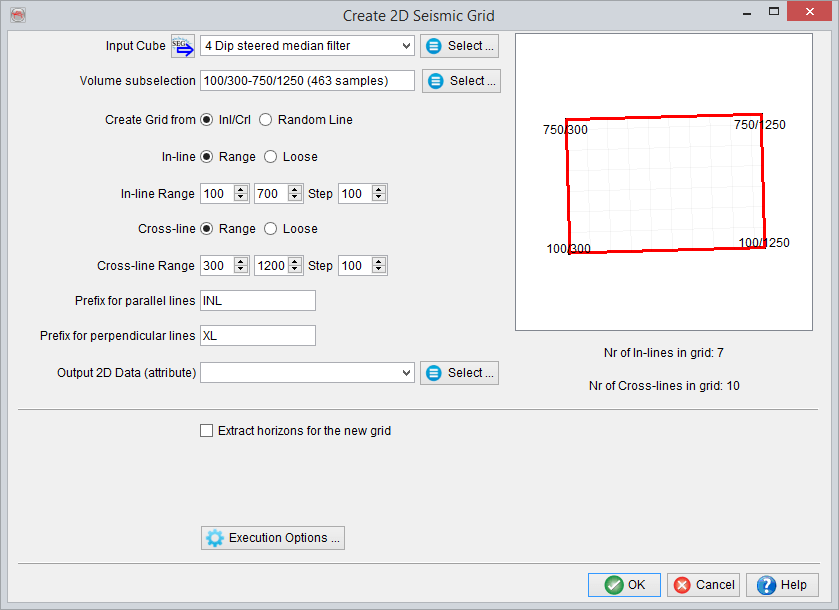 Create 2D Seismic Grid
Input Cube SEG 4 Dip steered median filter Select ...
Volume subselection 100/300-750/1250 (463 samples) Select ...
Create Grid from Inl/Crl Random Line
In-line Range Loose
In-line Range 100 700 Step 100
Cross-line Range Loose
Cross-line Range 300 1200 Step 100
Prefix for parallel lines INL
Prefix for perpendicular lines XL
Output 2D Data (attribute) Select ...
750/300 750/1250
100/300 100/1250
Nr of In-lines in grid: 7
Nr of Cross-lines in grid: 10
Extract horizons for the new grid
Execution Options ...
OK Cancel Help